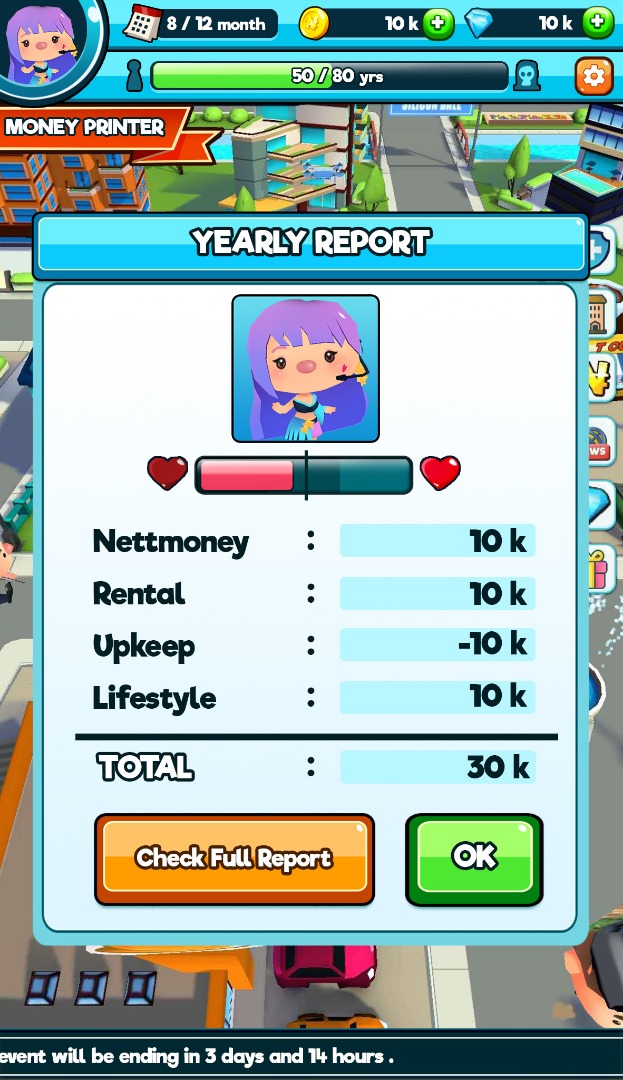 8 / 12 month
10 k
10 k
50 / 80 yrs
MONEY PRINTER
YEARLY REPORT
Nettmoney : 10 k
Rental : 10 k
Upkeep : -10 k
Lifestyle : 10 k
TOTAL : 30 k
Check Full Report
OK
event will be ending in 3 days and 14 hours .